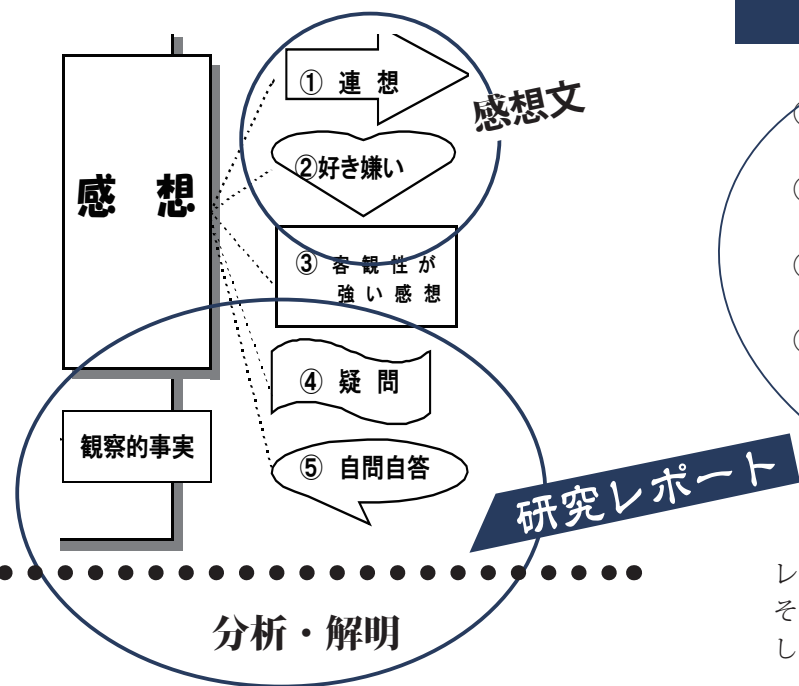 感 想
① 連 想
感想文
②好き嫌い
③ 客観性が
強い感想
④ 疑 問
観察的事実
⑤ 自問自答
研究レポート
分析・解明
レ
そ
し